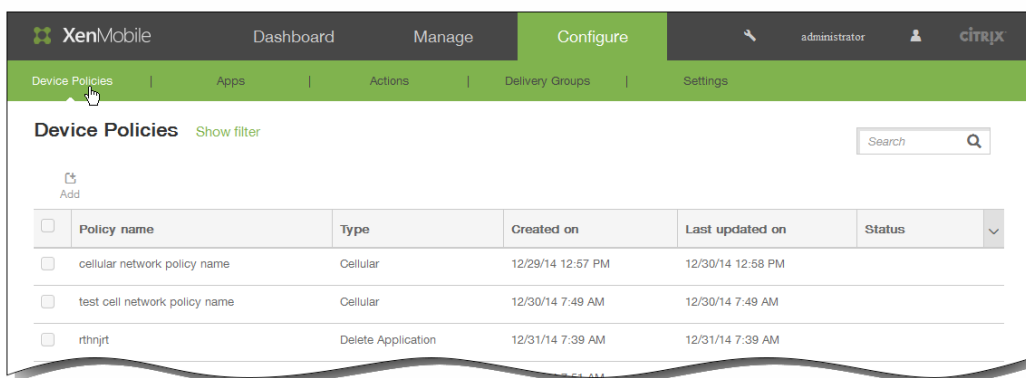 XenMobile Dashboard Manage Configure administrator CITRIX
Device Policies | Apps | Actions | Delivery Groups | Settings
Device Policies Show filter
Search
Add
Policy name Type Created on Last updated on Status
cellular network policy name Cellular 12/29/14 12:57 PM 12/30/14 12:58 PM
test cell network policy name Cellular 12/30/14 7:49 AM 12/30/14 7:49 AM
rthnjrt Delete Application 12/31/14 7:39 AM 12/31/14 7:39 AM
7:51 AM